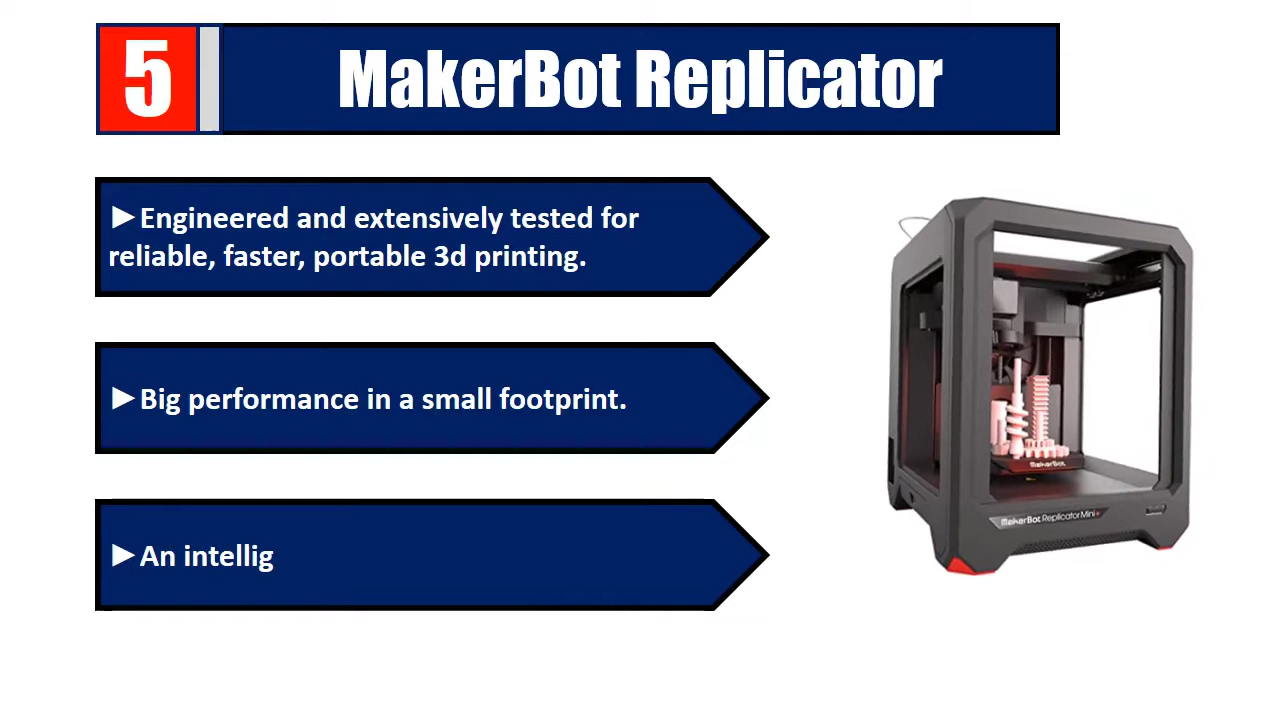 5
MakerBot Replicator
►Engineered and extensively tested for
reliable, faster, portable 3d printing.
►Big performance in a small footprint.
►An intellig
MakerBot
MakerBot Replicator Mini+